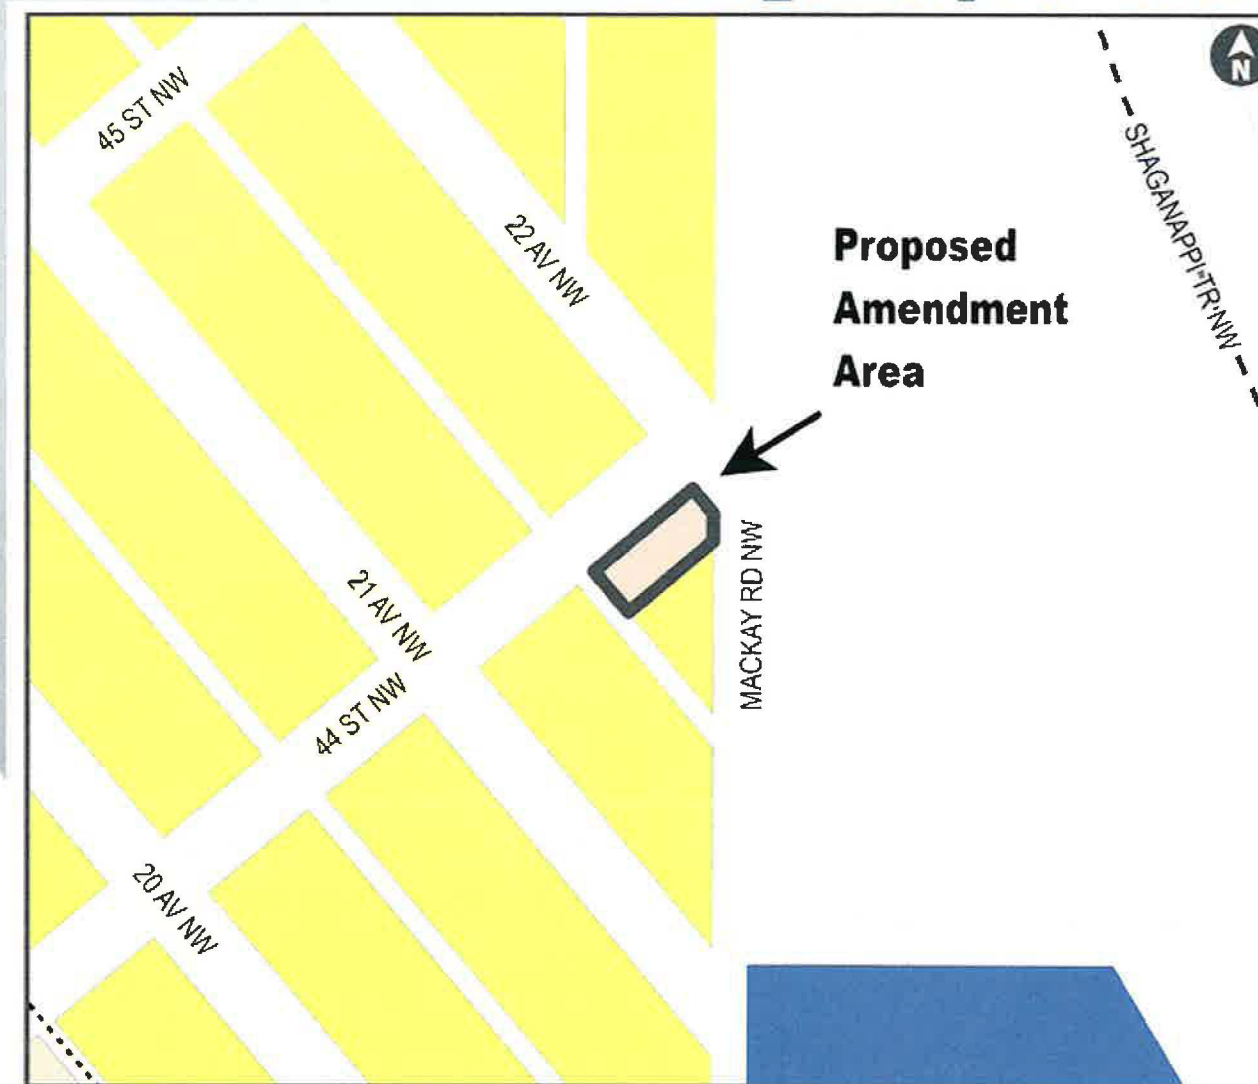 N
45 ST NW
SHAGANAPPI TR NW
22 AV NW
Proposed
Amendment
Area
MACKAY RD NW
21 AV NW
44 ST NW
20 AV NW